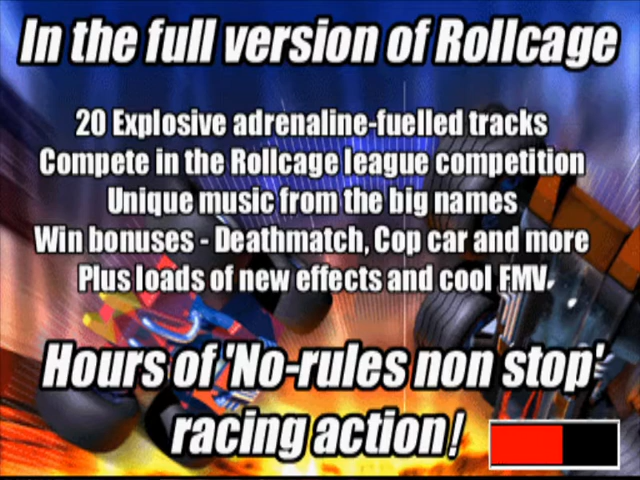 In the full version of Rollcage
20 Explosive adrenaline-fuelled tracks
Compete in the Rollcage league competition
Unique music from the big names
Win bonuses - Deathmatch, Cop car and more
Plus loads of new effects and cool FMV.
Hours of 'No-rules non stop'
racing action!